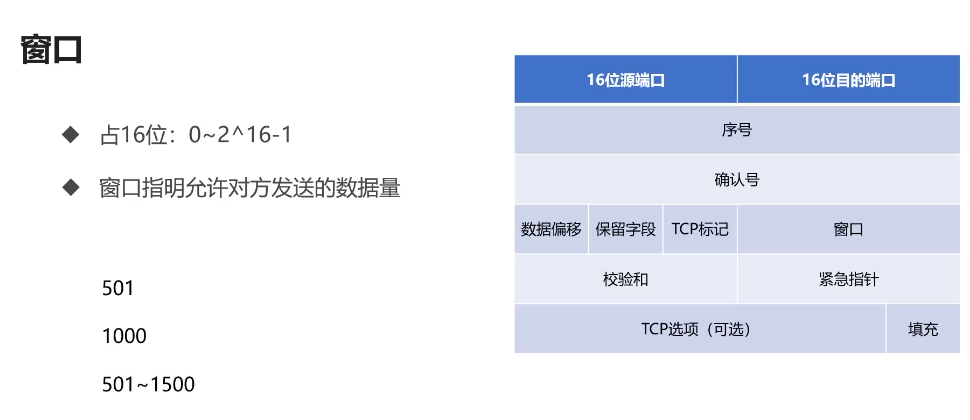 窗口
◆ 占16位：0~2^16-1
◆ 窗口指明允许对方发送的数据量
501
1000
501~1500
16位源端口 16位目的端口
序号
确认号
数据偏移 保留字段 TCP标记 窗口
校验和 紧急指针
TCP选项（可选） 填充